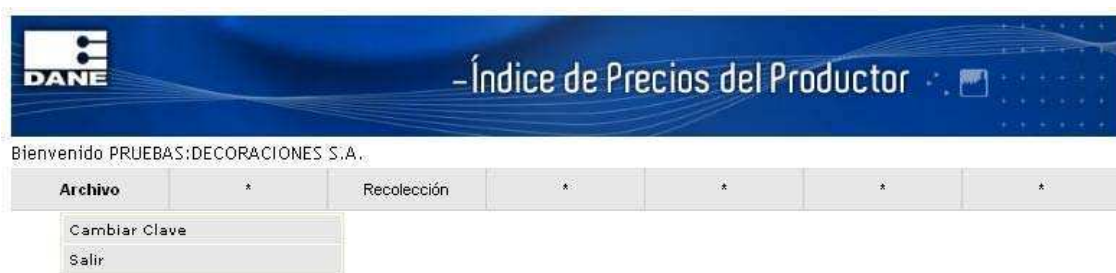 DANE
–Índice de Precios del Productor
Bienvenido PRUEBAS:DECORACIONES S.A.
Archivo * Recolección * * * *
Cambiar Clave
Salir